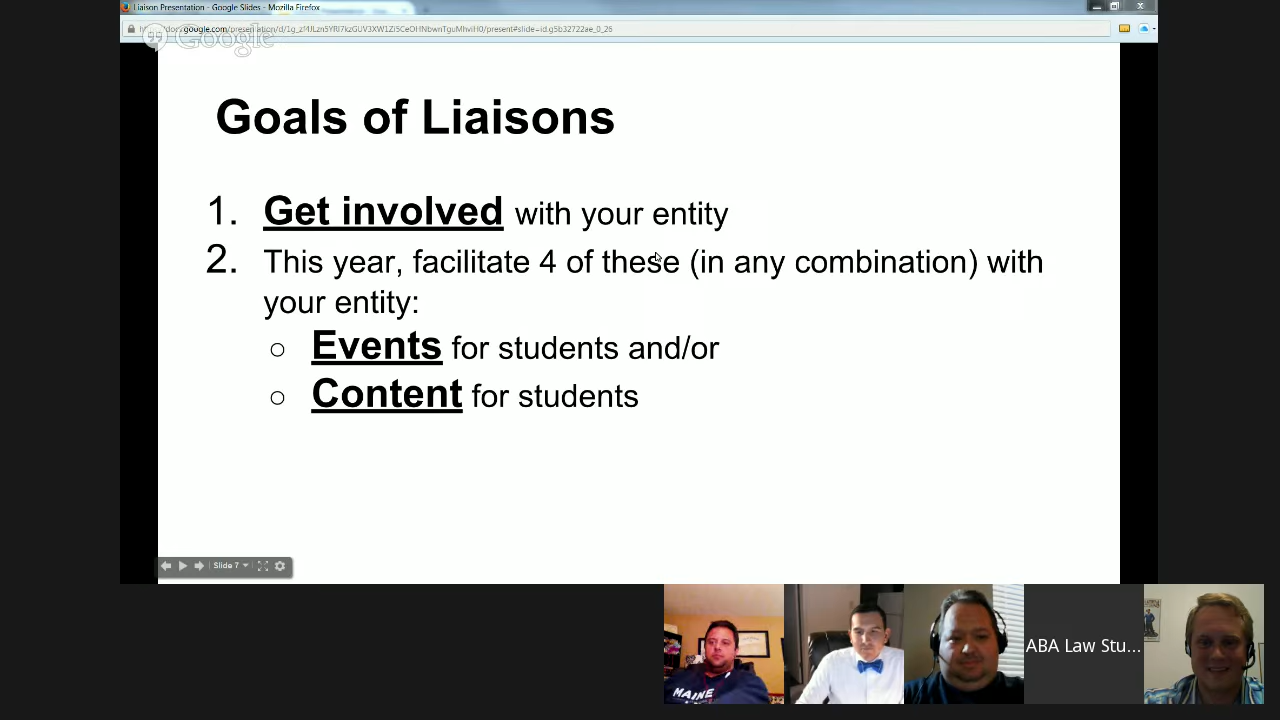 Liaison Presentation - Google Slides - Mozilla Firefox
Google
Goals of Liaisons
1. Get involved with your entity
2. This year, facilitate 4 of these (in any combination) with
your entity:
○ Events for students and/or
○ Content for students
Slide 7
MAINE
ABA Law Stu...